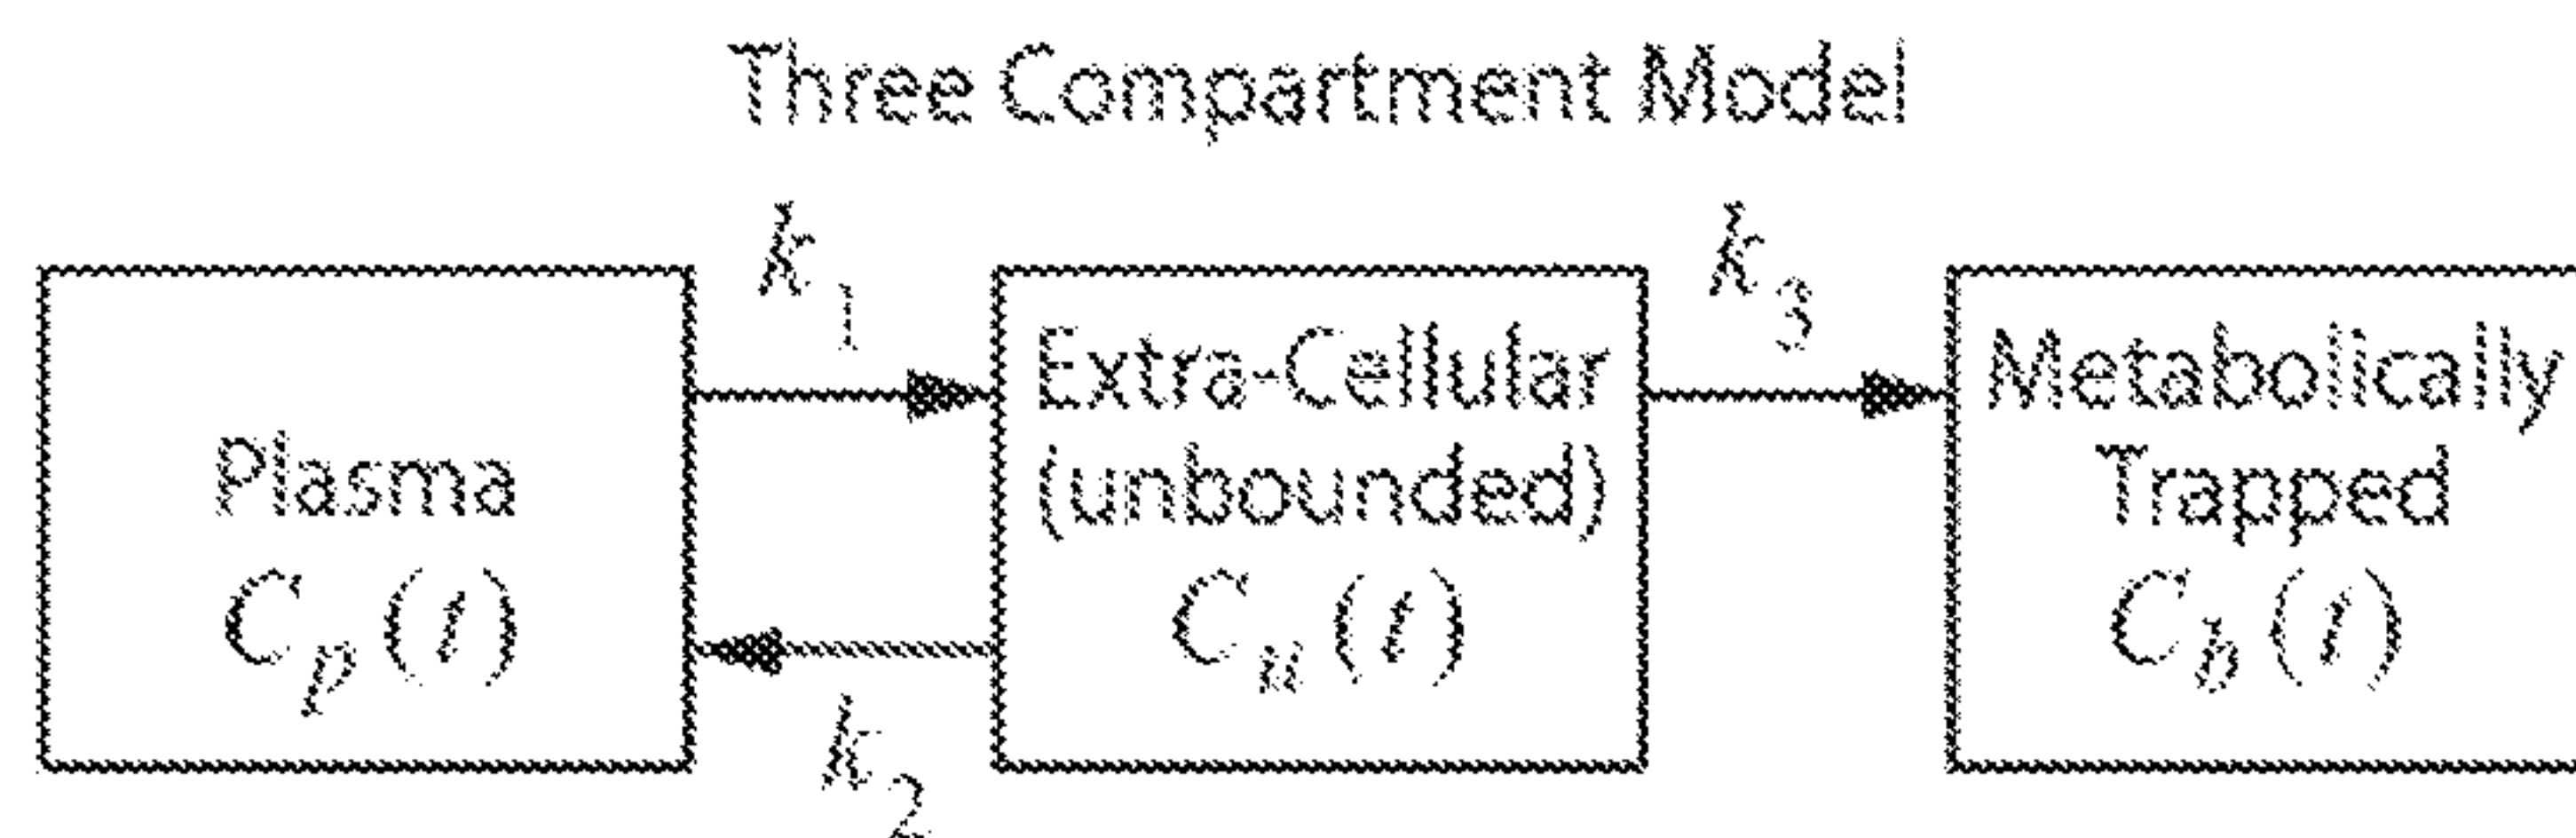 Three Compartment Model
k1
k3
Plasma
Cp(t)
Extra-Cellular
(unbounded)
Cu(t)
Metabolically
Trapped
Cb(t)
k2